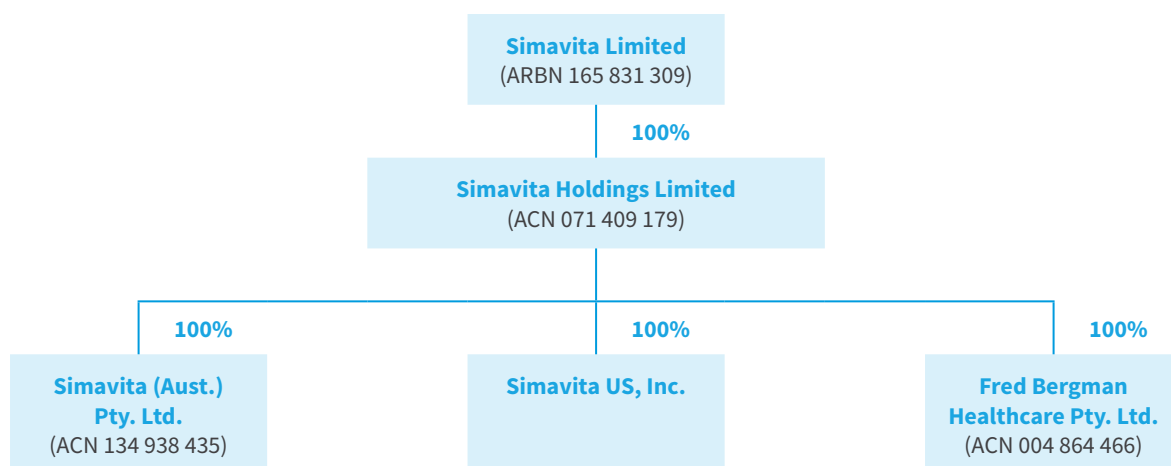 Simavita Limited
(ARBN 165 831 309)
100%
Simavita Holdings Limited
(ACN 071 409 179)
100%
100%
100%
Simavita (Aust.)
Pty. Ltd.
(ACN 134 938 435)
Simavita US, Inc.
Fred Bergman
Healthcare Pty. Ltd.
(ACN 004 864 466)